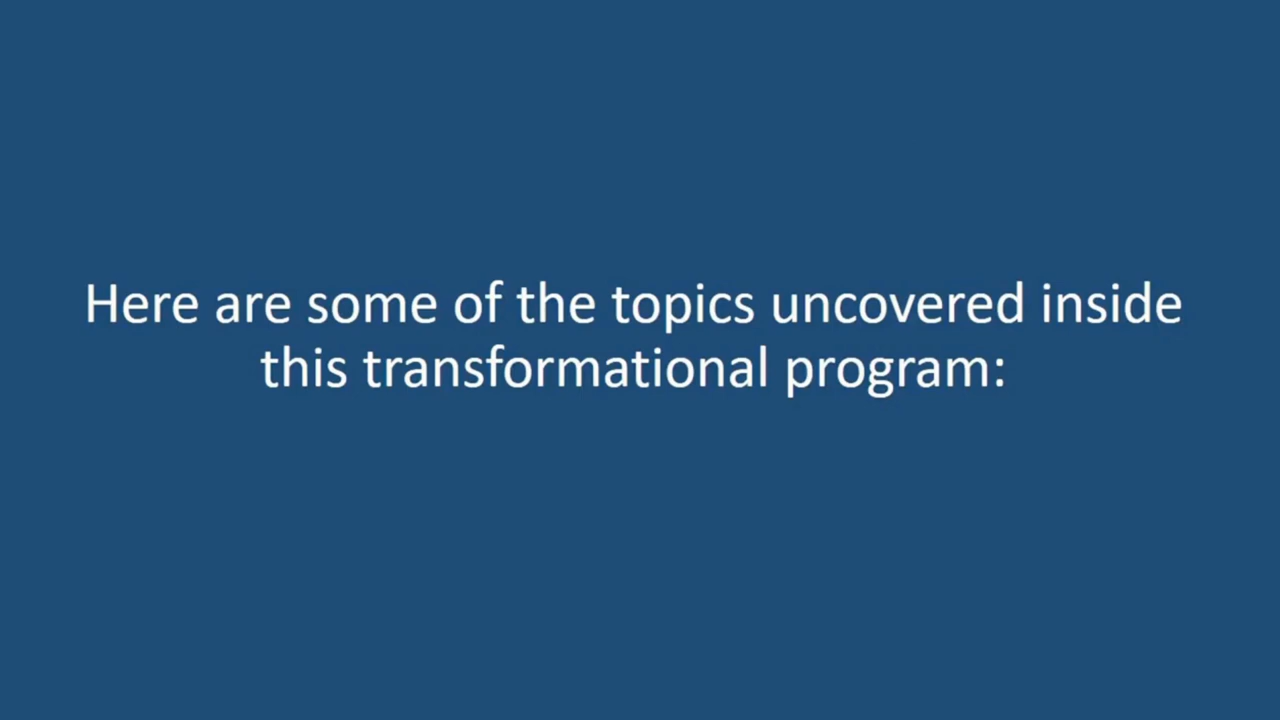 Here are some of the topics uncovered inside
this transformational program: